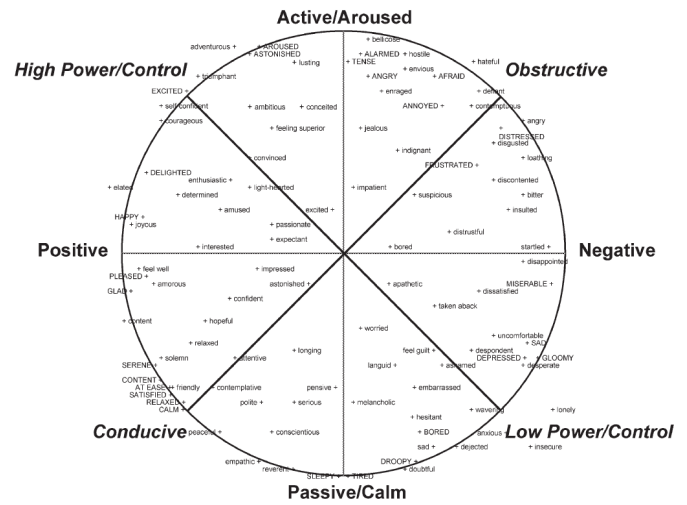 Active/Aroused
+ bellicose
adventurous +
+ AROUSED
+ ASTONISHED
+ ALARMED + hostile
+ lusting
+ TENSE
+ hateful
+ envious
High Power/Control
Obstructive
+ triumphant
+ ANGRY
+ AFRAID
EXCITED +
+ enraged
+ defiant
+ self-confident
+ ambitious
+ conceited
ANNOYED +
+ contemptuous
+ courageous
+ feeling superior
+ jealous
+ angry
+
DISTRESSED
+ disgusted
+ indignant
+ convinced
+ loathing
FRUSTRATED +
+ DELIGHTED
enthusiastic +
+ discontented
+ elated
+ light-hearted
+ impatient
+ determined
+ suspicious
+ bitter
+ amused
excited +
+ insulted
HAPPY +
+ joyous
+ passionate
+ distrustful
+ expectant
Positive
+ interested
+ bored
startled +
Negative
+ disappointed
+ feel well
+ impressed
PLEASED +
+ amorous
astonished +
+ apathetic
MISERABLE +
GLAD +
+ dissatisfied
+ confident
+ taken aback
+ content
+ hopeful
+ worried
+ uncomfortable
+ relaxed
+ SAD
+ longing
feel guilt +
+ despondent
+ solemn
+ attentive
DEPRESSED +
+ GLOOMY
SERENE +
languid +
+ ashamed
+ desperate
CONTENT +
AT EASE + + friendly
+ contemplative
pensive +
+ embarrassed
SATISFIED +
RELAXED +
polite +
+ serious
+ melancholic
CALM +
+ wavering
+ lonely
+ hesitant
Conducive
peaceful +
+ conscientious
+ BORED
anxious +
Low Power/Control
sad +
+ dejected
+ insecure
empathic +
DROOPY +
reverent +
+ doubtful
SLEEPY +
+ TIRED
Passive/Calm